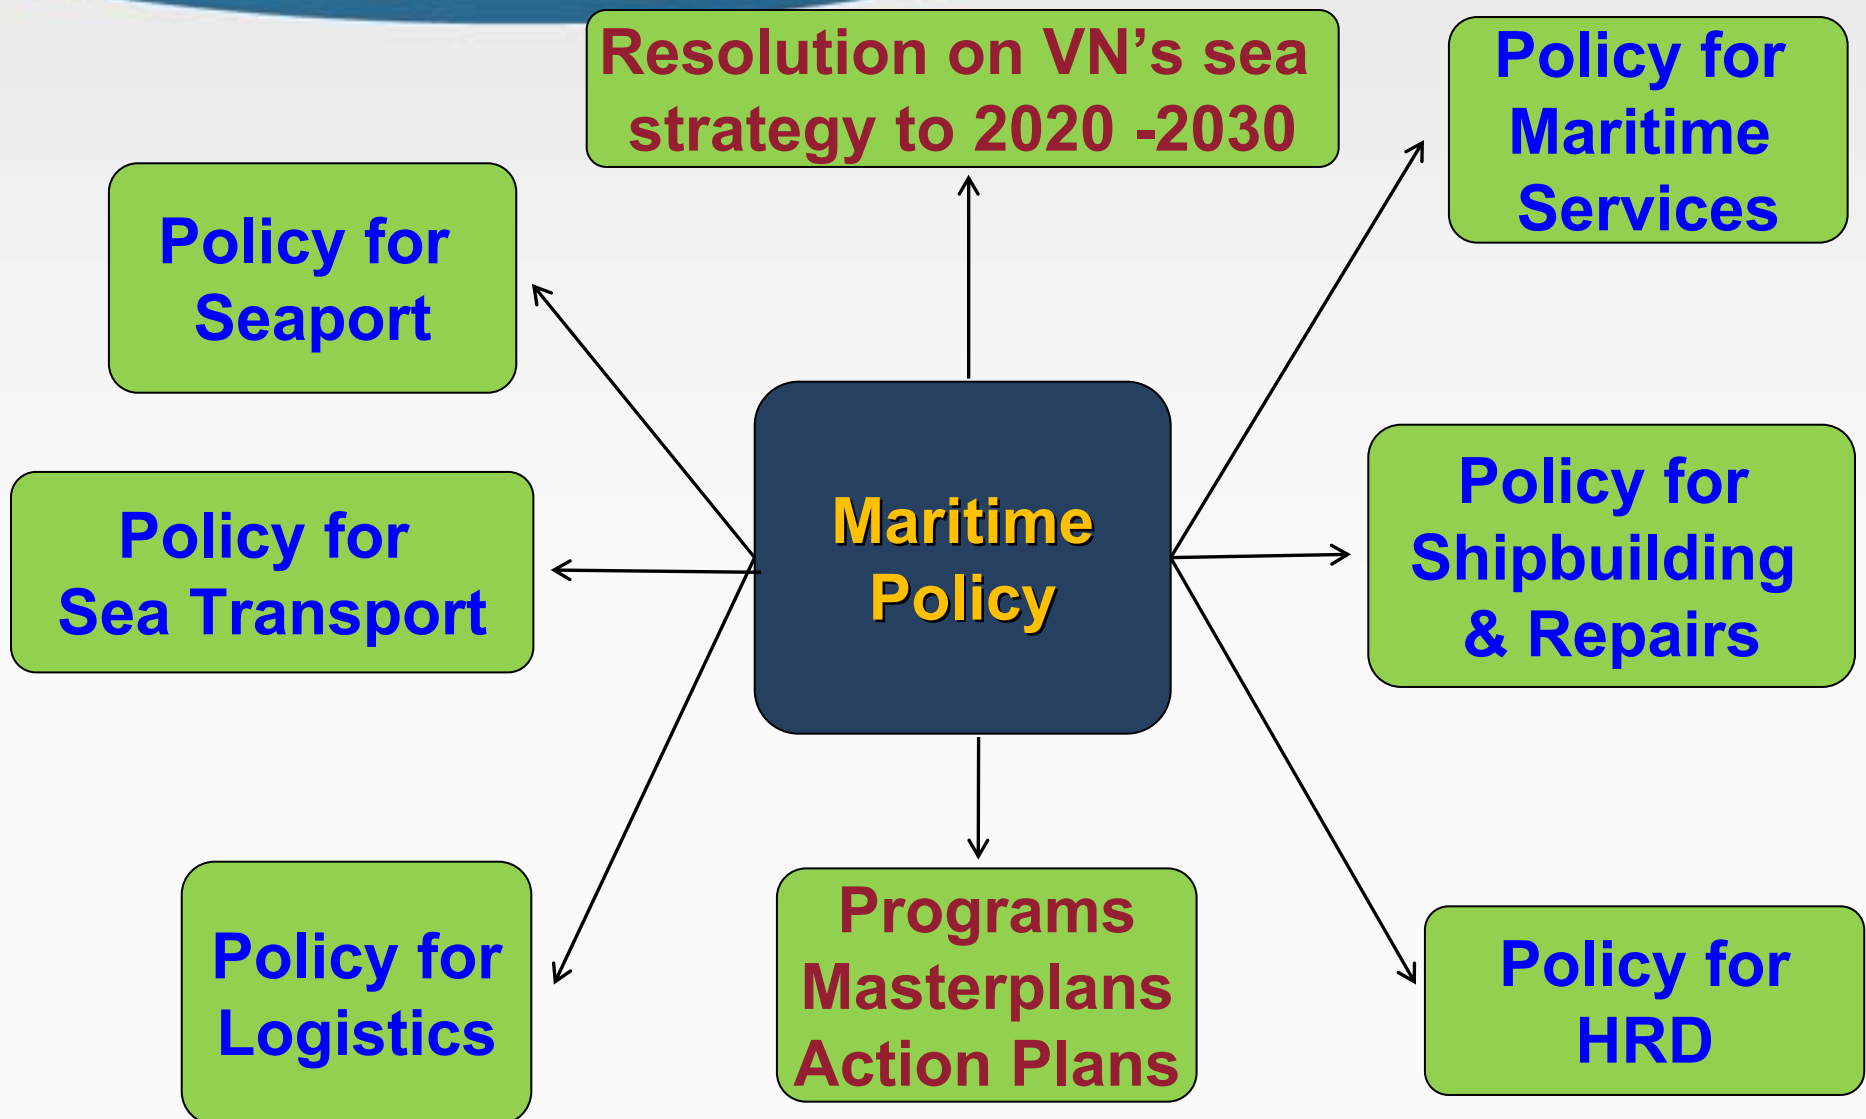 Resolution on VN's sea
strategy to 2020 -2030
Policy for
Maritime
Services
Policy for
Seaport
Maritime
Policy
Policy for
Sea Transport
Policy for
Shipbuilding
& Repairs
Policy for
Logistics
Programs
Masterplans
Action Plans
Policy for
HRD